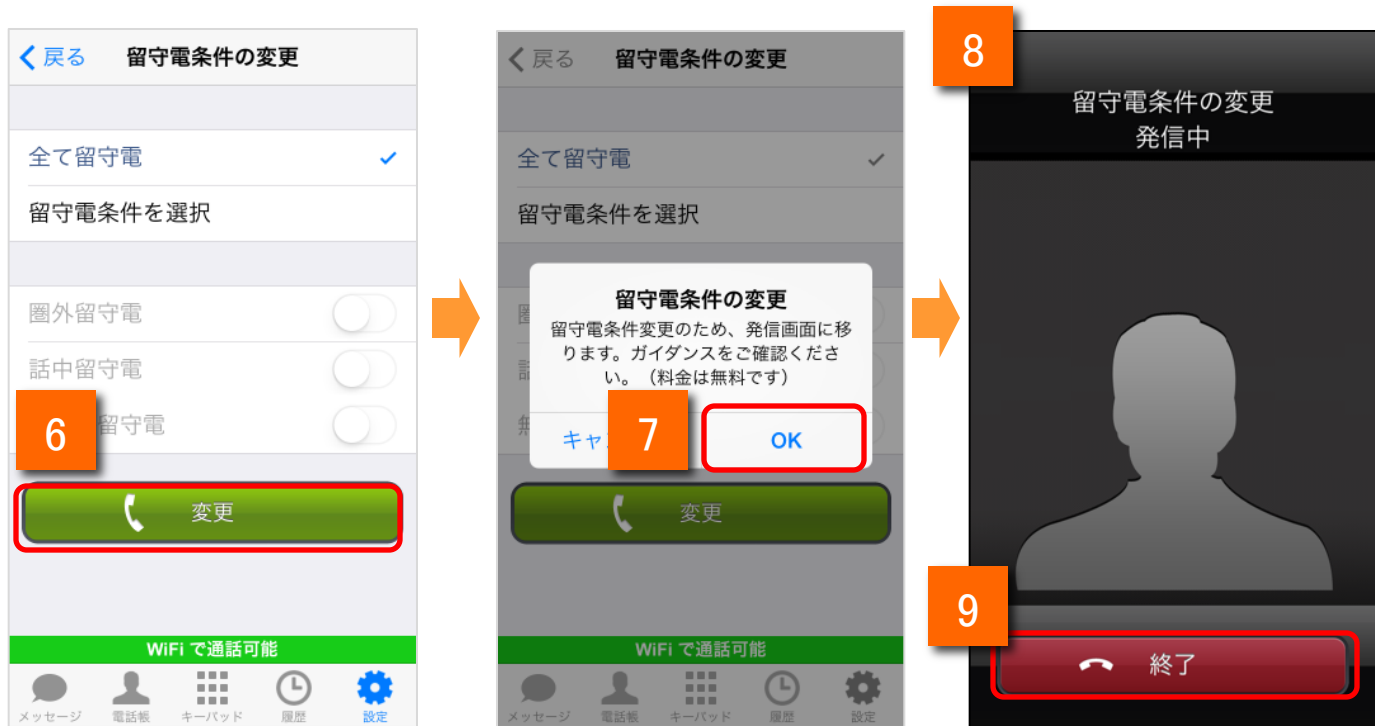 戻る 留守電条件の変更
全て留守電
留守電条件を選択
圏外留守電
話中留守電
留守電
6
変更
WiFi で通話可能
メッセージ 電話帳 キーパッド 履歴 設定
戻る 留守電条件の変更
全て留守電
留守電条件を選択
留守電条件の変更
留守電条件変更のため、発信画面に移
ります。ガイダンスをご確認くださ
い。（料金は無料です）
キャ
7
OK
変更
WiFi で通話可能
メッセージ 電話帳 キーパッド 履歴 設定
8
留守電条件の変更
発信中
9
終了